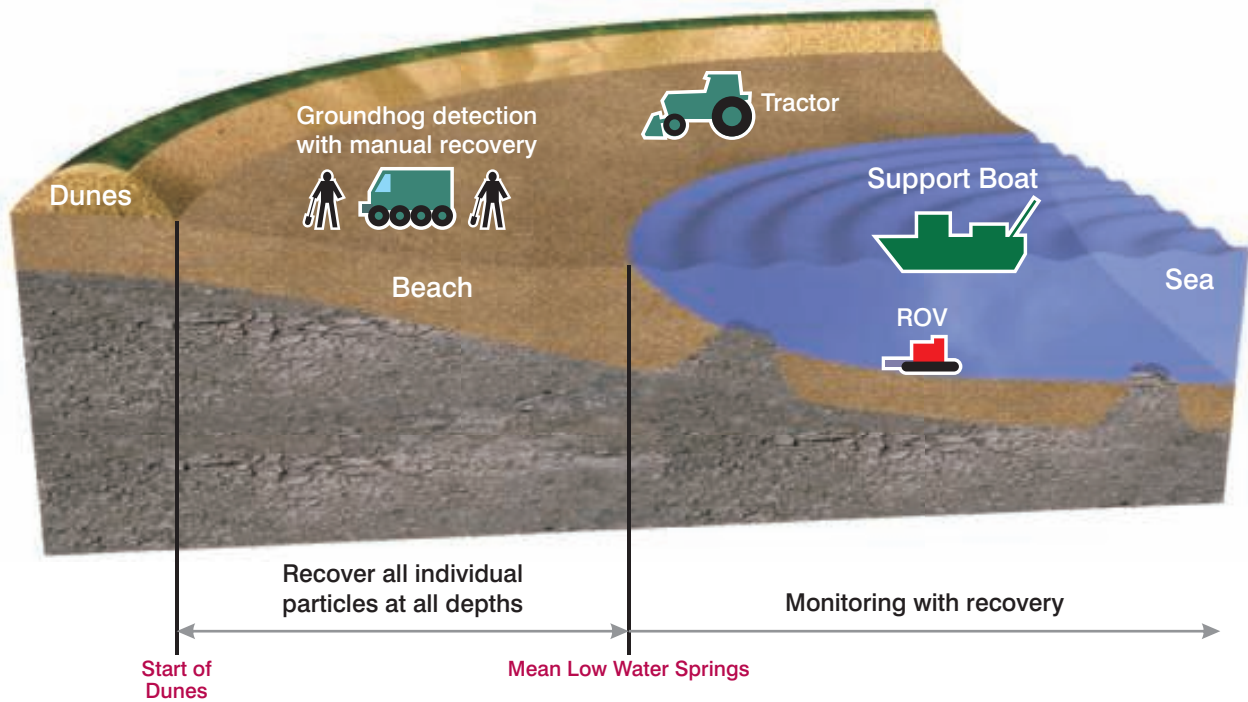 Groundhog detection
with manual recovery
Tractor
Dunes
Support Boat
Beach
Sea
ROV
Recover all individual
particles at all depths
Monitoring with recovery
Start of
Dunes
Mean Low Water Springs